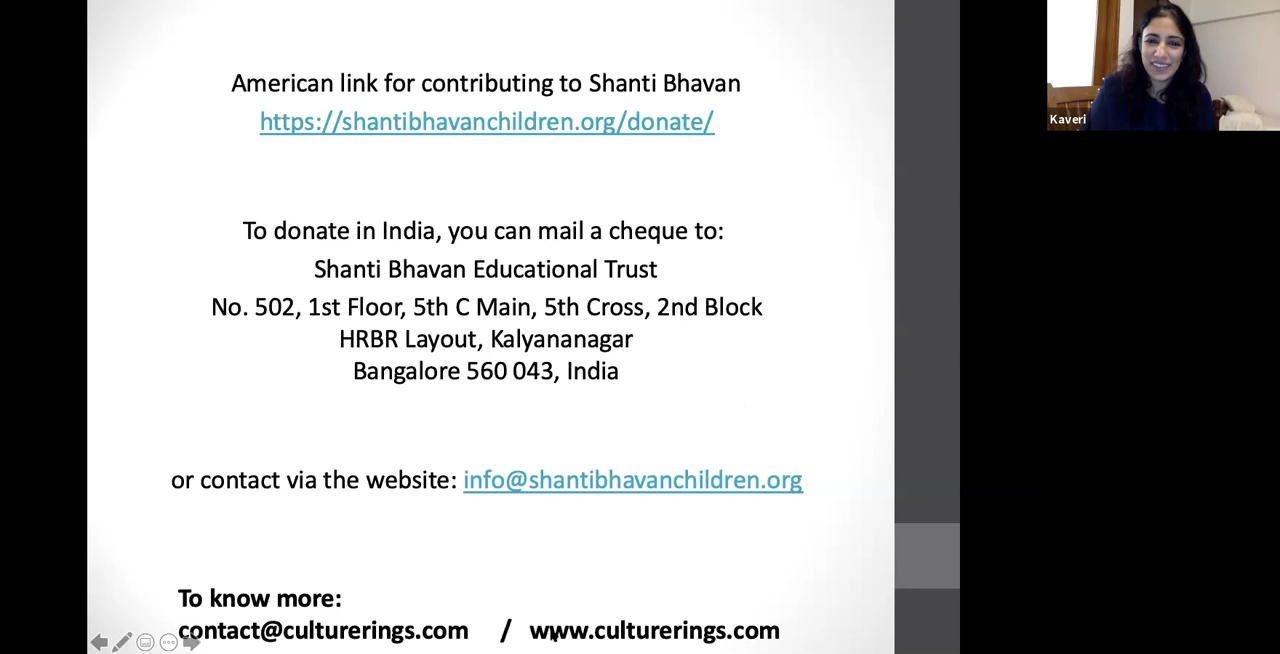 American link for contributing to Shanti Bhavan
https://shantibhavanchildren.org/donate/
To donate in India, you can mail a cheque to:
Shanti Bhavan Educational Trust
No. 502, 1st Floor, 5th C Main, 5th Cross, 2nd Block
HRBR Layout, Kalyananagar
Bangalore 560 043, India
or contact via the website: info@shantibhavanchildren.org
To know more:
contact@culturerings.com / www.culturerings.com
Kaveri